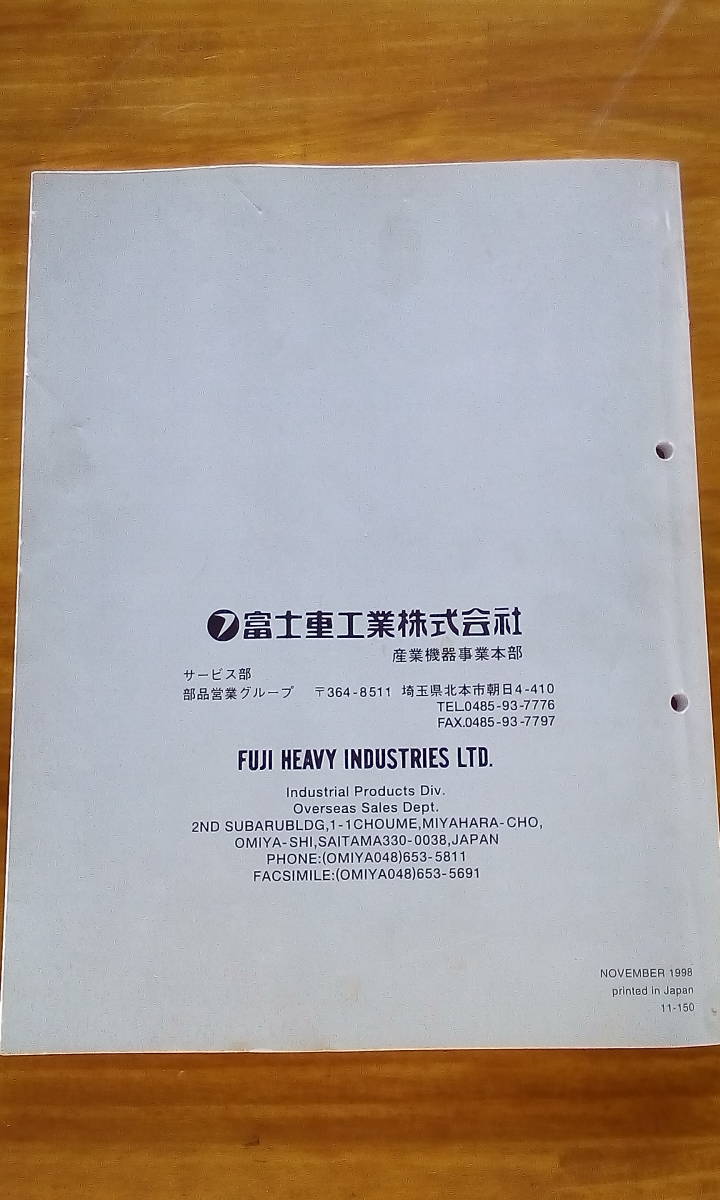 富士重工業株式会社
産業機器事業本部
サービス部
部品営業グループ 〒364-8511 埼玉県北本市朝日4-410
TEL.0485-93-7776
FAX.0485-93-7797
FUJI HEAVY INDUSTRIES LTD.
Industrial Products Div.
Overseas Sales Dept.
2ND SUBARUBLDG,1-1CHOUME,MIYAHARA-CHO,
OMIYA-SHI,SAITAMA330-0038,JAPAN
PHONE:(OMIYA048)653-5811
FACSIMILE:(OMIYA048)653-5691
NOVEMBER 1998
printed in Japan
11-150